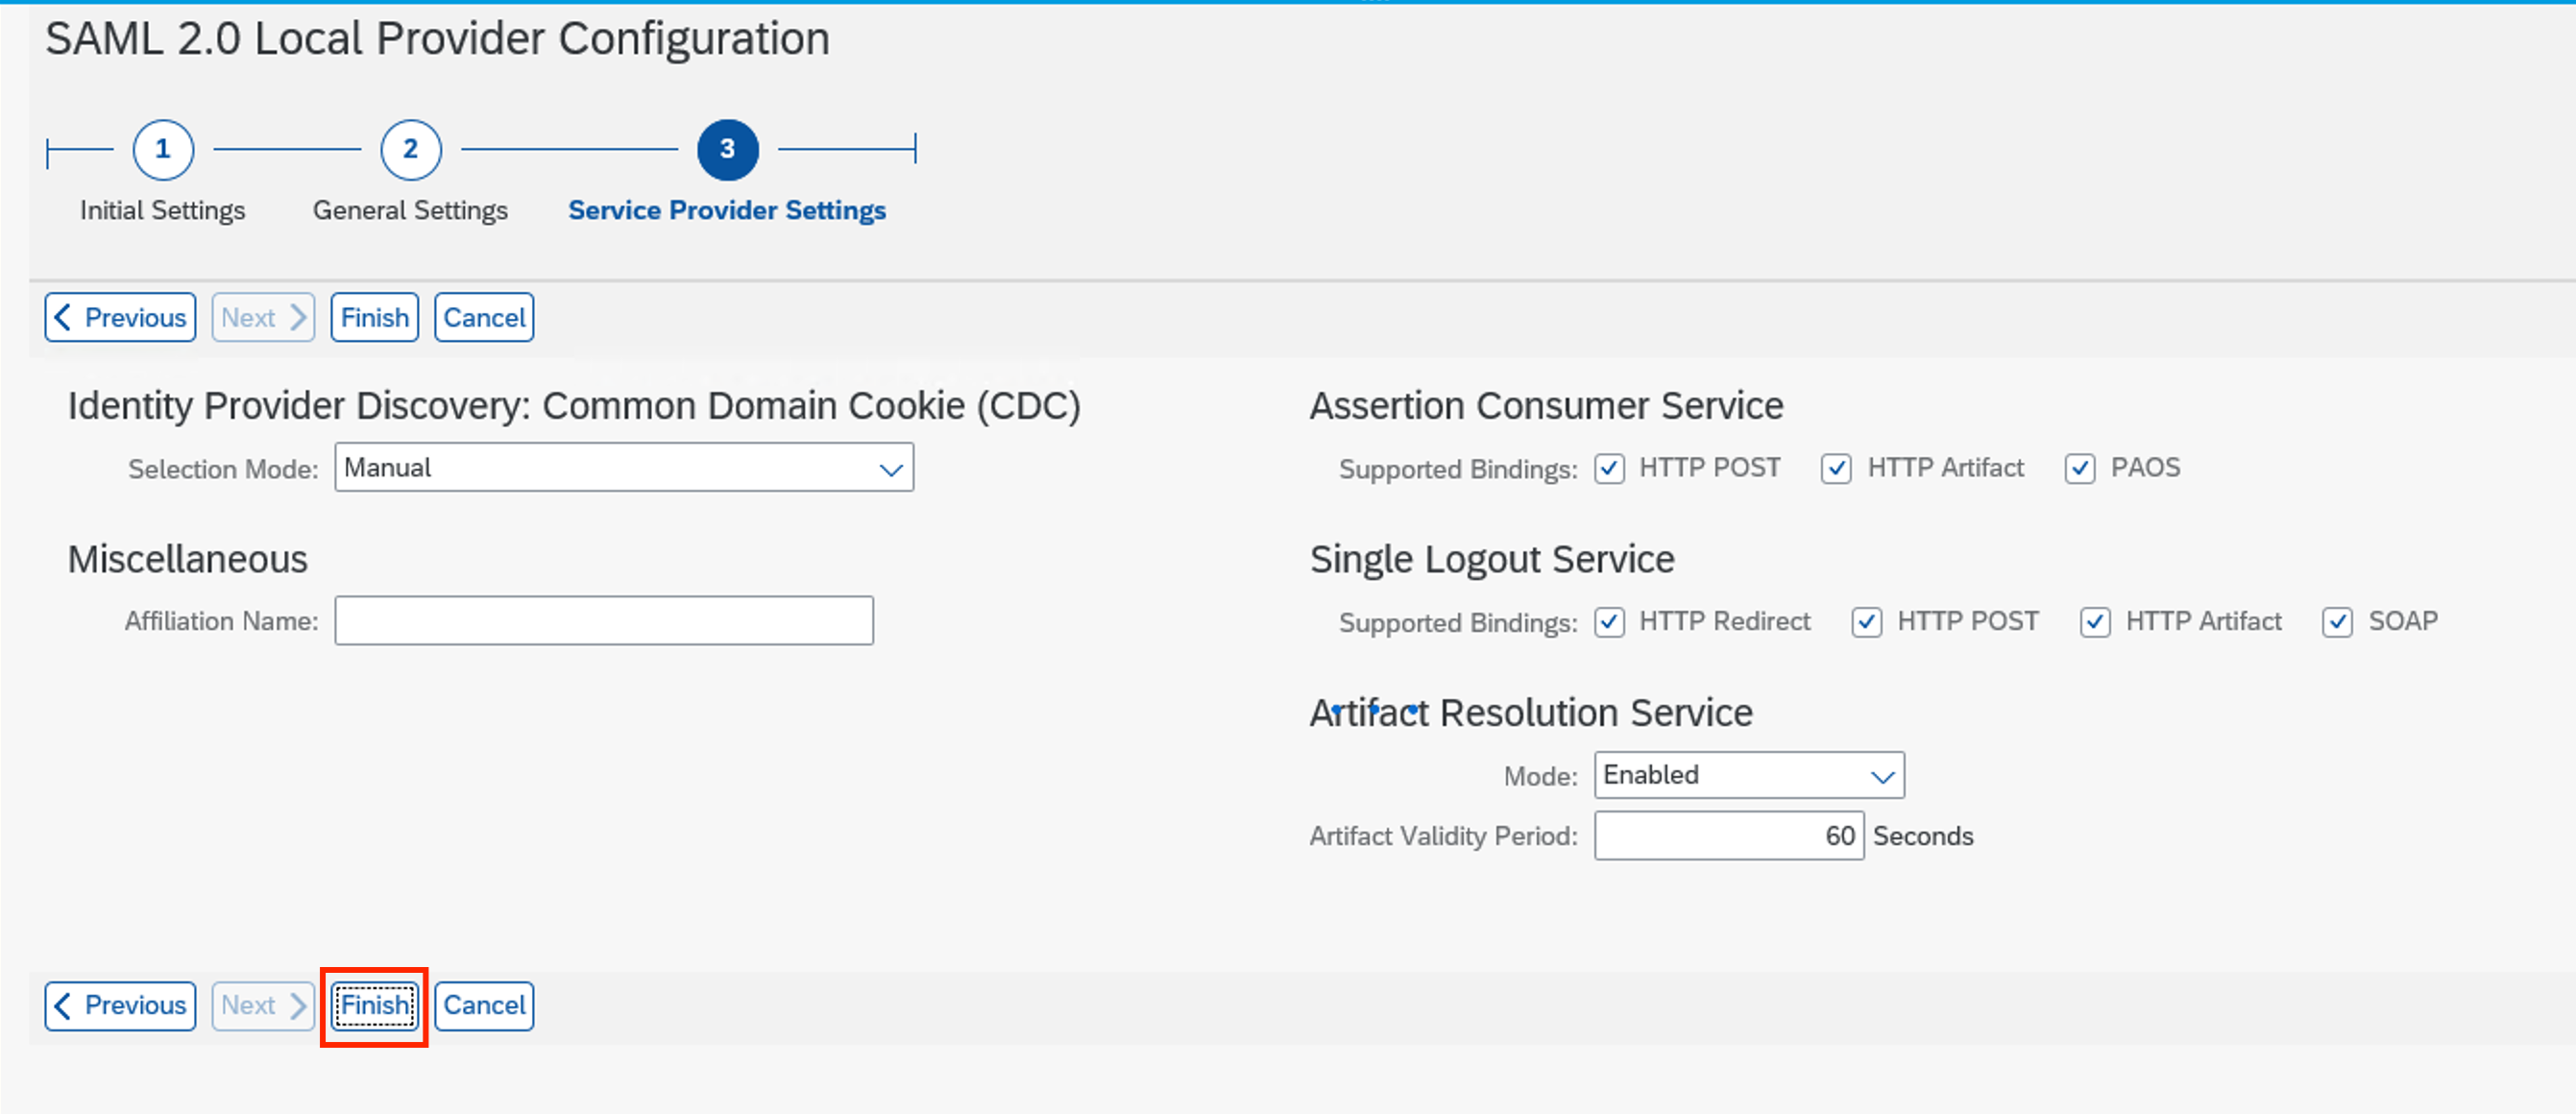 SAML 2.0 Local Provider Configuration
1
2
3
Initial Settings
General Settings
Service Provider Settings
Previous
Next
Finish
Cancel
Identity Provider Discovery: Common Domain Cookie (CDC)
Selection Mode: Manual
Miscellaneous
Affiliation Name:
Assertion Consumer Service
Supported Bindings: HTTP POST HTTP Artifact PAOS
Single Logout Service
Supported Bindings: HTTP Redirect HTTP POST HTTP Artifact SOAP
Artifact Resolution Service
Mode: Enabled
Artifact Validity Period: 60 Seconds
Previous
Next
Finish
Cancel